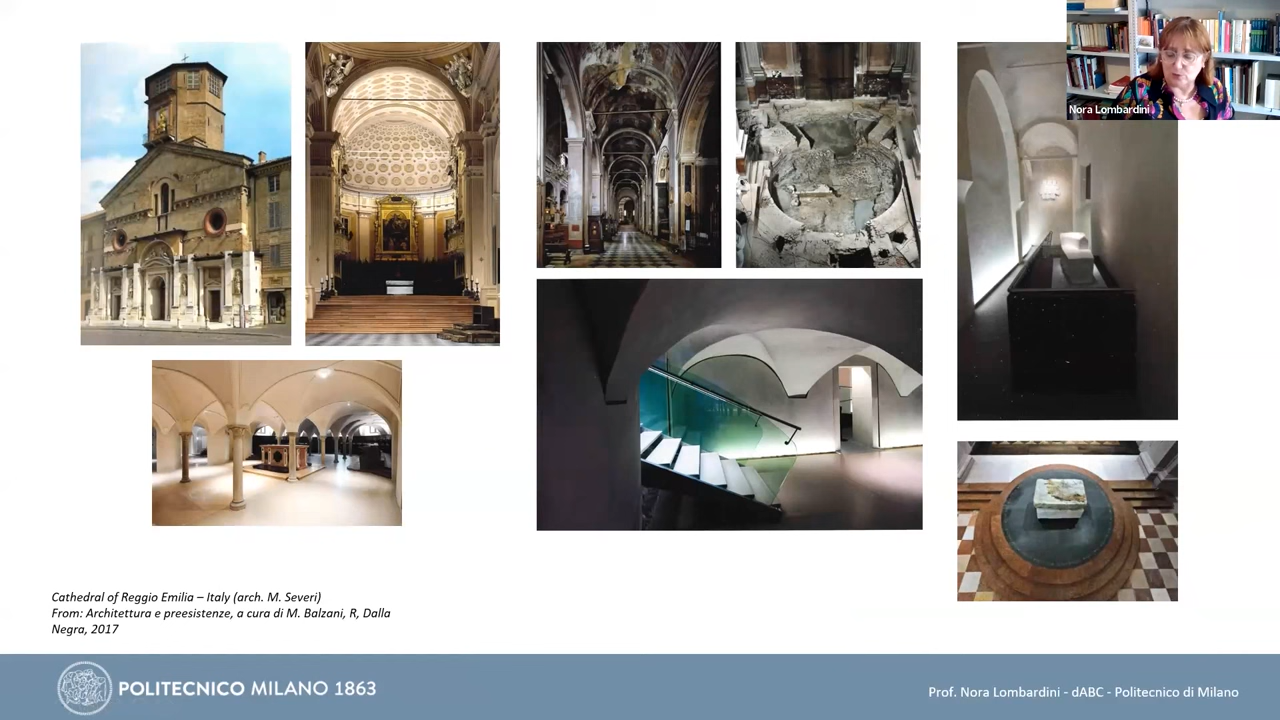 Nora Lombardini
Cathedral of Reggio Emilia – Italy (arch. M. Severi)
From: Architettura e preesistenze, a cura di M. Balzani, R, Dalla
Negra, 2017
POLITECNICO MILANO 1863
Prof. Nora Lombardini - dABC - Politecnico di Milano